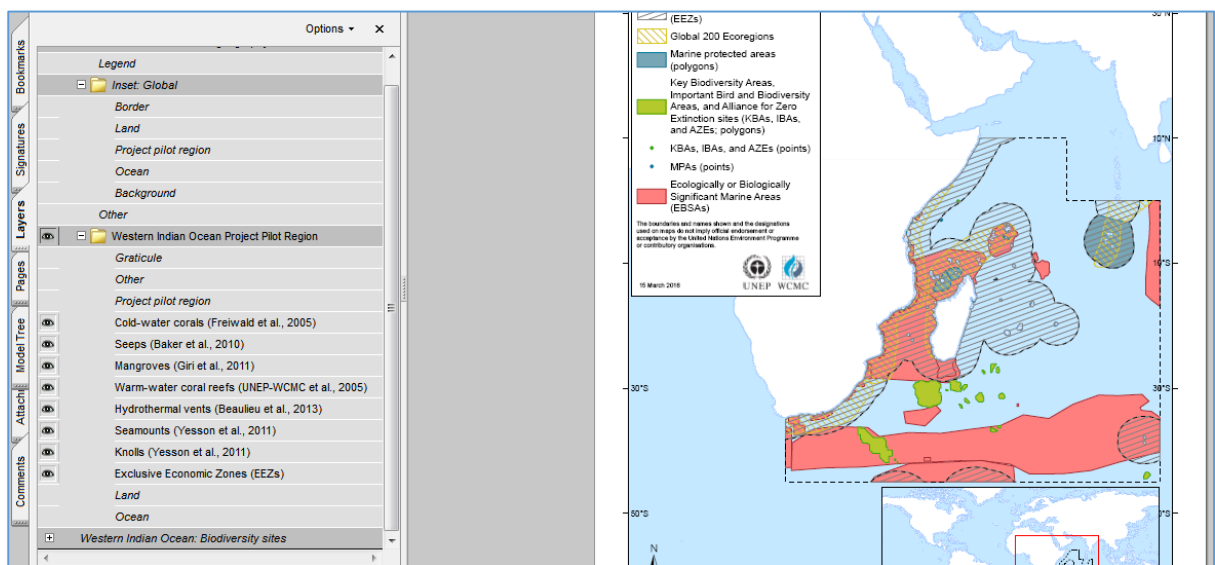 Options
Bookmarks
Signatures
Layers
Pages
Model Tree
Attachm
Comments
Legend
Inset: Global
Border
Land
Project pilot region
Ocean
Background
Other
Western Indian Ocean Project Pilot Region
Graticule
Other
Project pilot region
Cold-water corals (Freiwald et al., 2005)
Seeps (Baker et al., 2010)
Mangroves (Giri et al., 2011)
Warm-water coral reefs (UNEP-WCMC et al., 2005)
Hydrothermal vents (Beaulieu et al., 2013)
Seamounts (Yesson et al., 2011)
Knolls (Yesson et al., 2011)
Exclusive Economic Zones (EEZs)
Land
Ocean
Western Indian Ocean: Biodiversity sites
(EEZs)
Global 200 Ecoregions
Marine protected areas
(polygons)
Key Biodiversity Areas,
Important Bird and Biodiversity
Areas, and Alliance for Zero
Extinction sites (KBAs, IBAs,
and AZEs; polygons)
KBAs, IBAs, and AZEs (points)
MPAs (points)
Ecologically or Biologically
Significant Marine Areas
(EBSAs)
The boundaries and names shown and the designations
used on maps do not imply official endorsement or
acceptance by the United Nations Environment Programme
or contributory organisations.
15 March 2016
UNEP WCMC
10°N
30°S
30°S
50°S
N